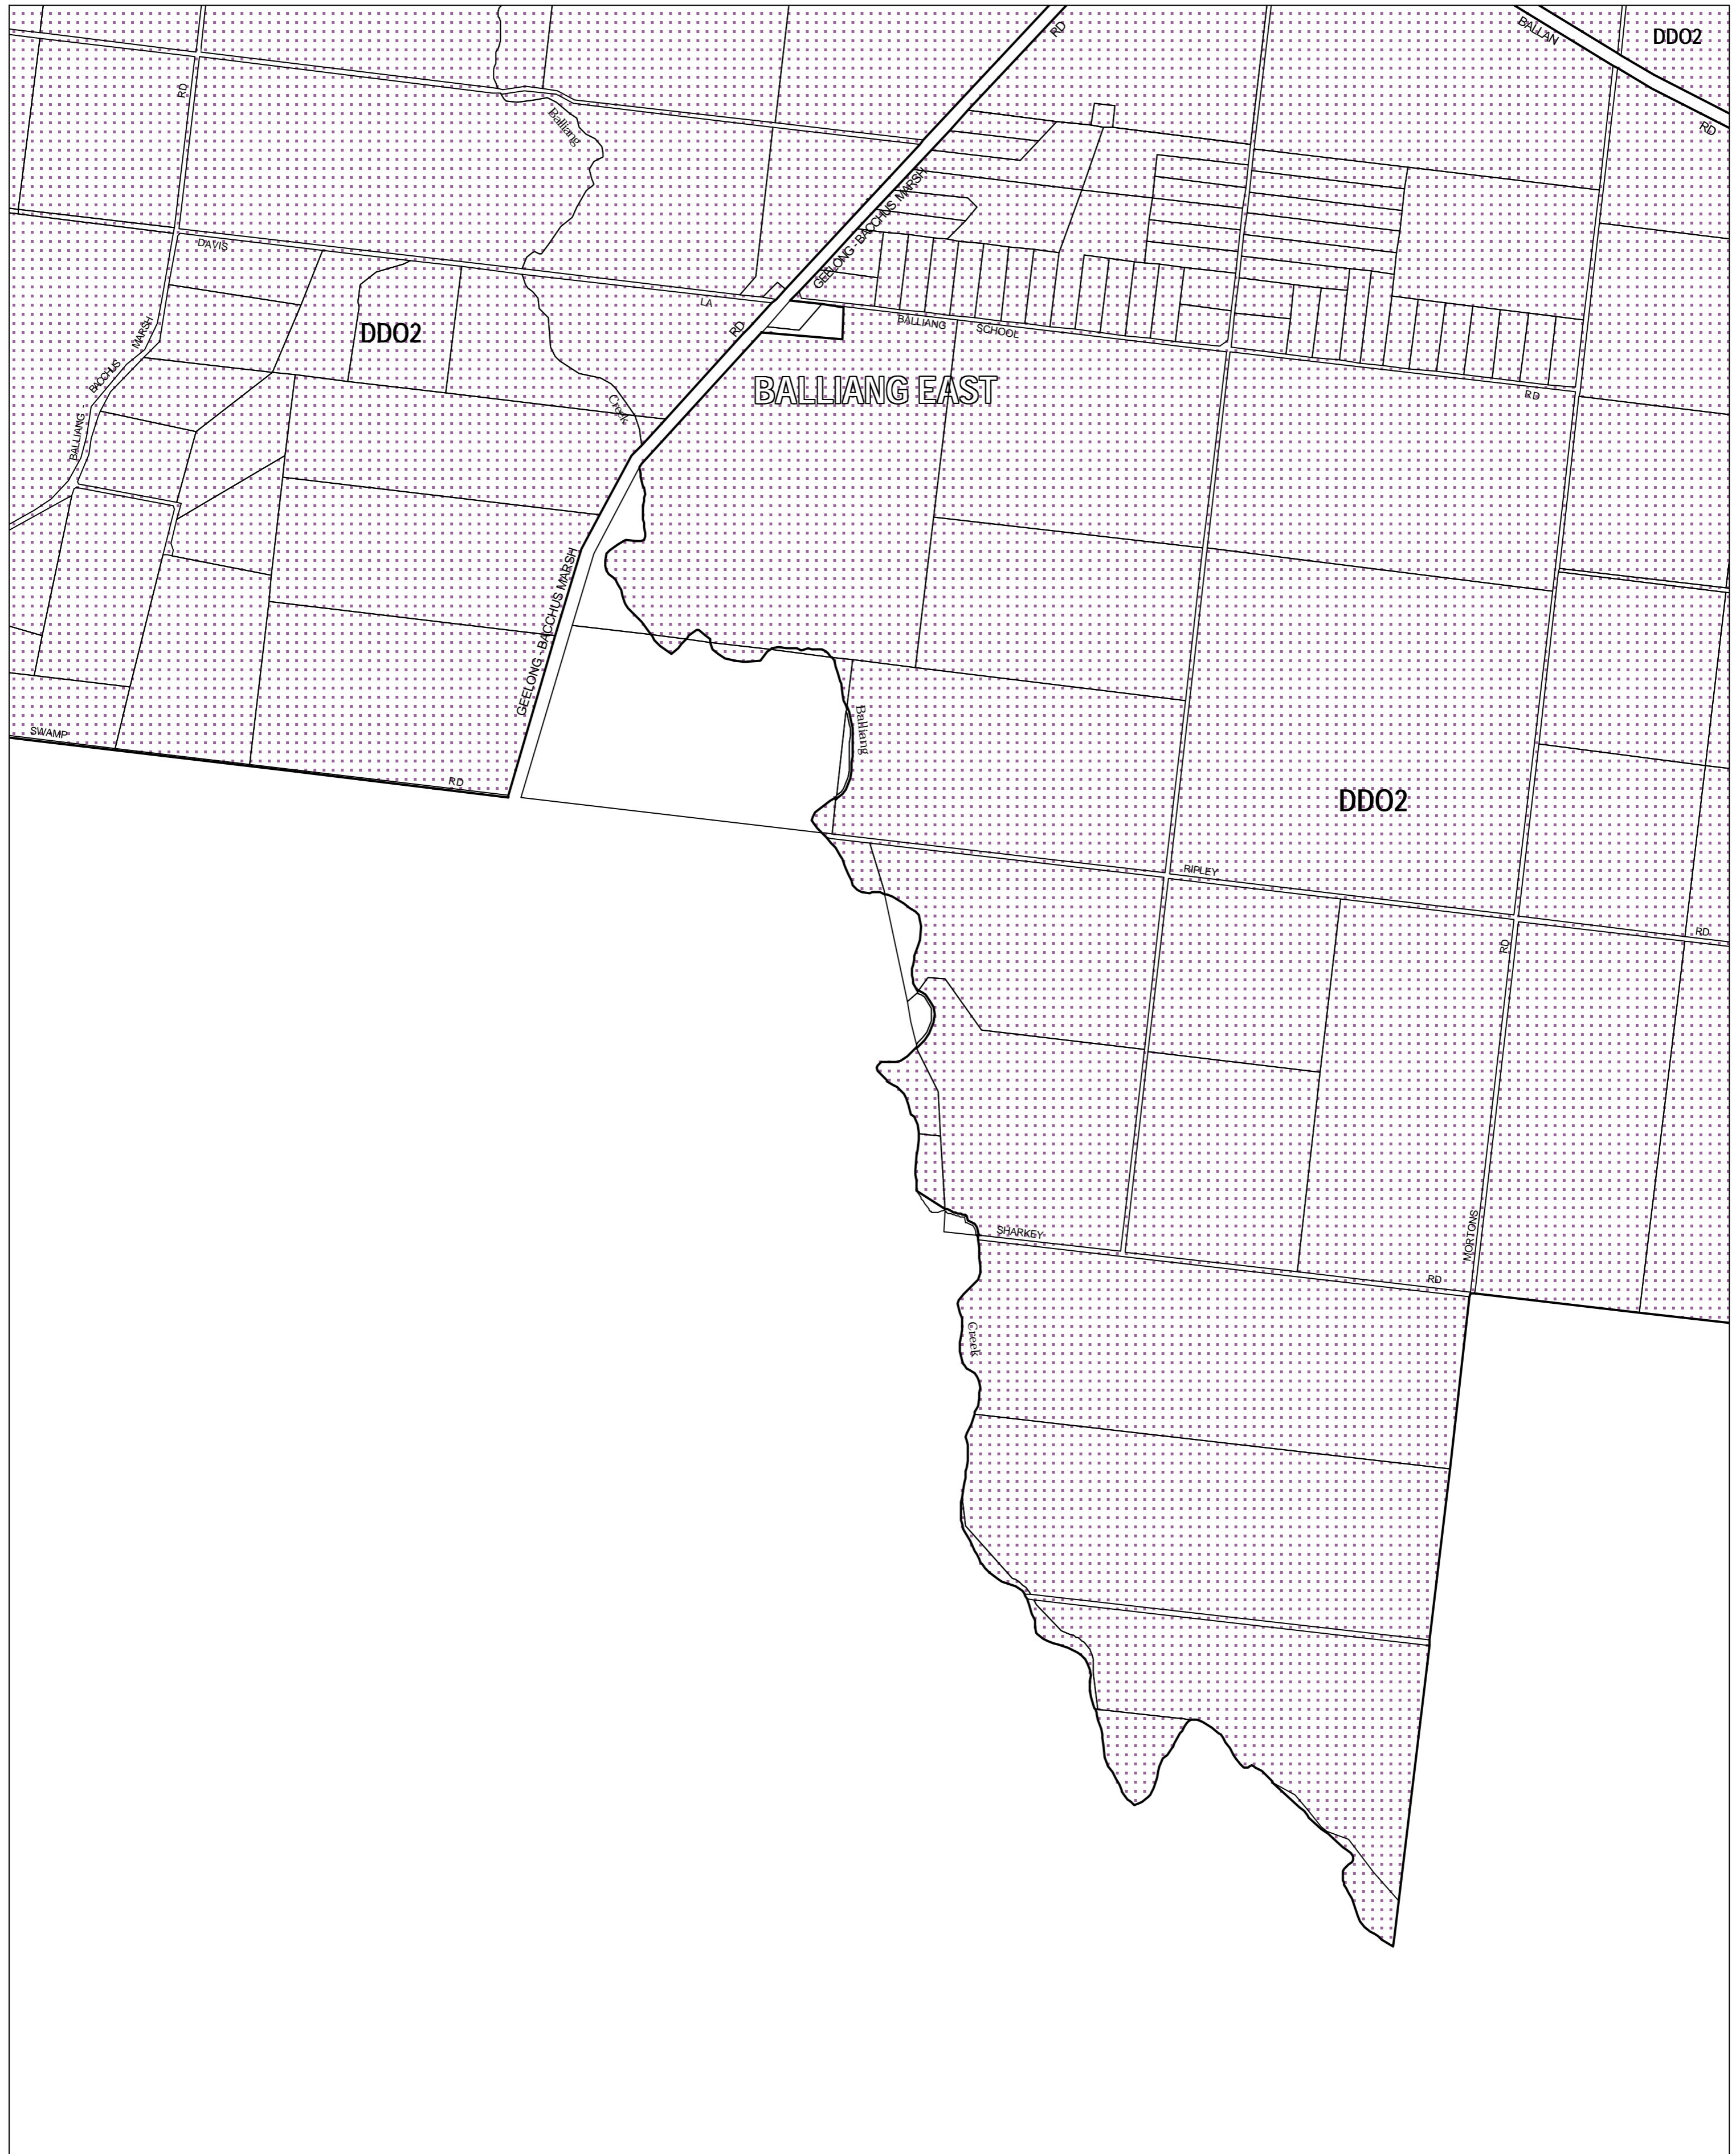 RD
BALLAN
DDO2
RD
RD
Balliang
GEELONG - BACCHUS MARSH
DAVIS
LA
RD
BALLIANG
SCHOOL
DDO2
MARSH
BACCHUS
BALLIANG EAST
RD
Creek
BALLIANG
GEELONG - BACCHUS MARSH
Balliang
SWAMP
RD
DDO2
RIPLEY
RD
RD
SHARKEY
MORTONS
RD
Creek